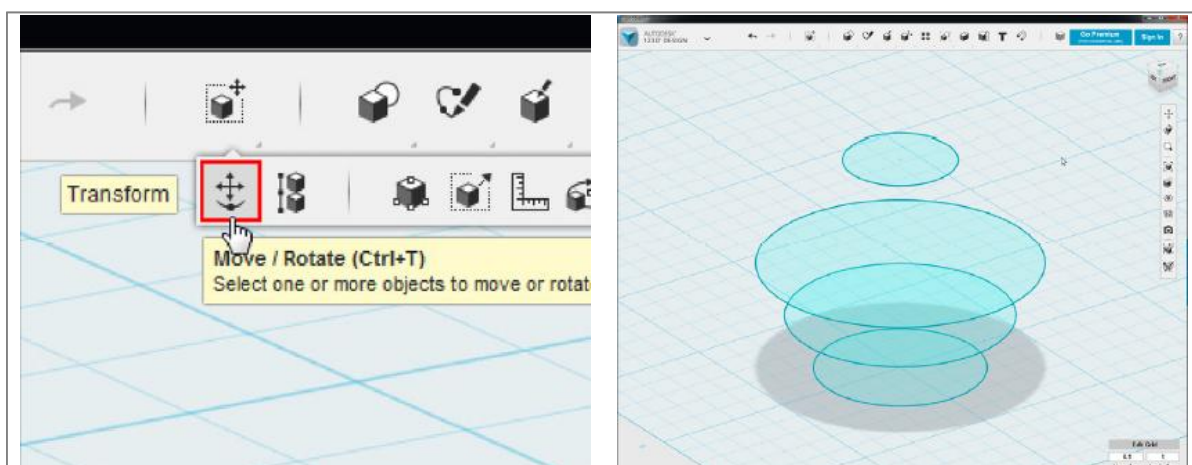 Transform
Move / Rotate (Ctrl+T)
Select one or more objects to move or rotat
AUTODESK
123D DESIGN
Go Premium
Sign In
?
FRONT
Edit Grid